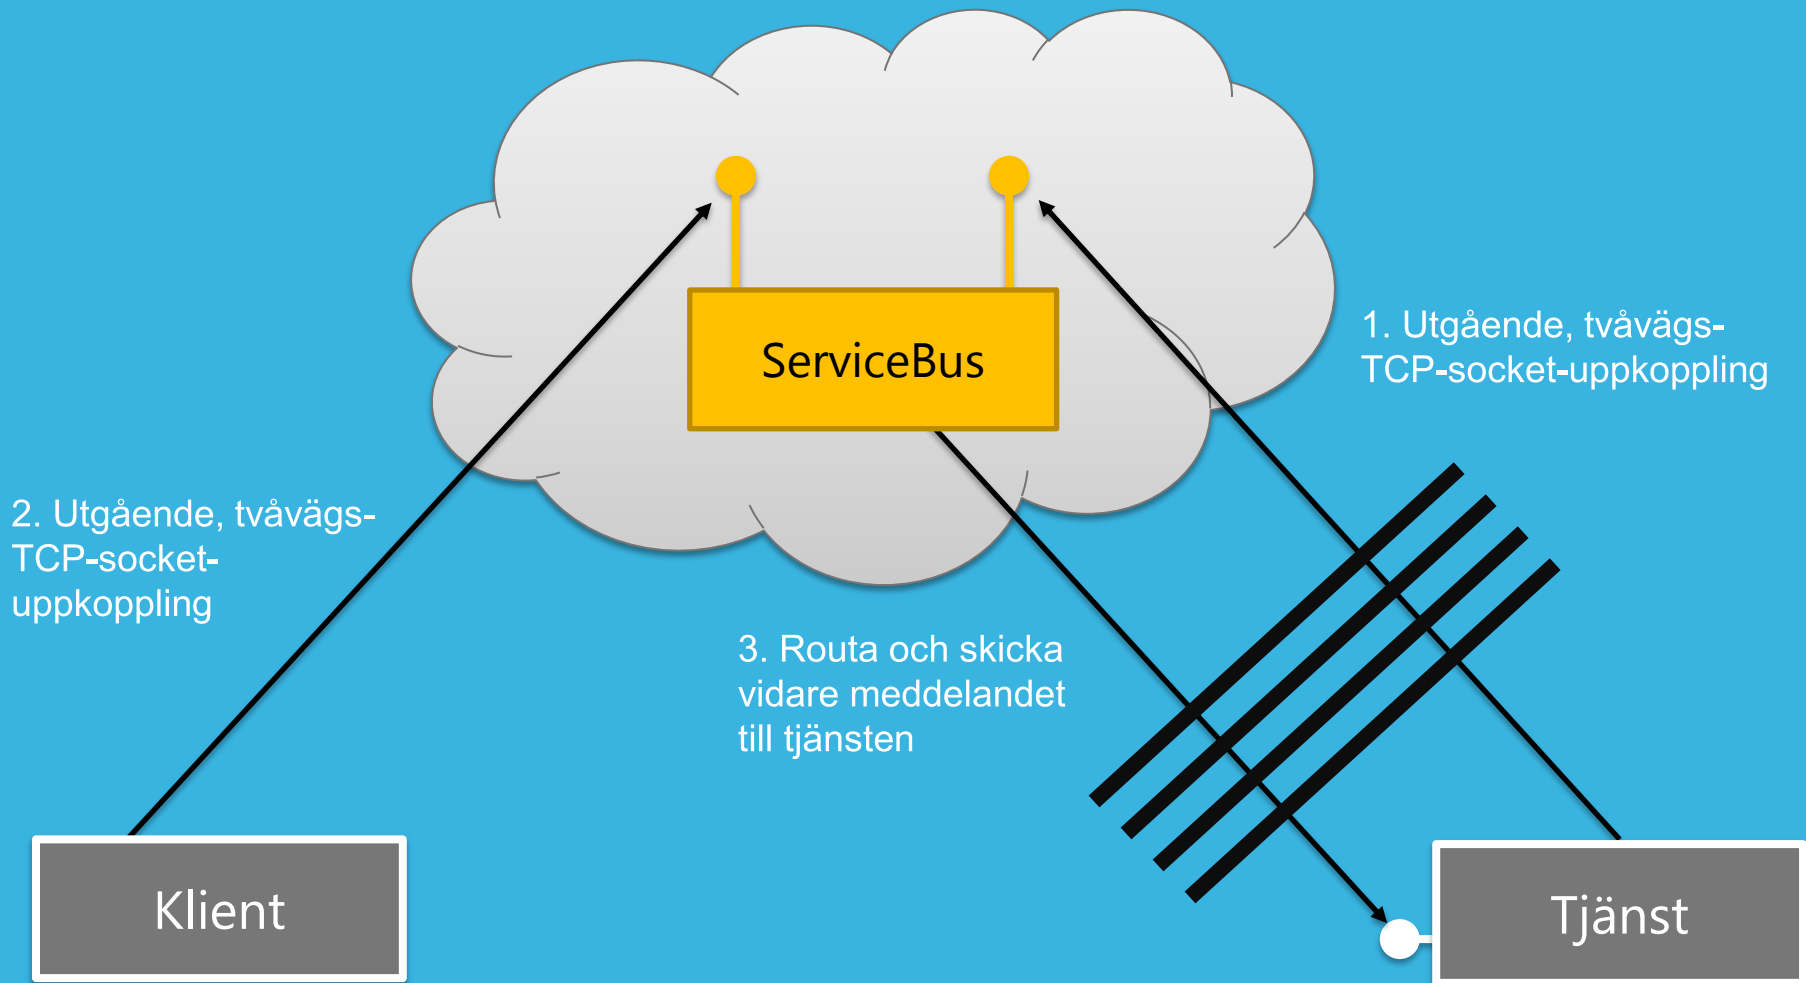 ServiceBus
1. Utgående, tvåvägs-
TCP-socket-uppkoppling
2. Utgående, tvåvägs-
TCP-socket-
uppkoppling
3. Routa och skicka
vidare meddelandet
till tjänsten
Klient
Tjänst